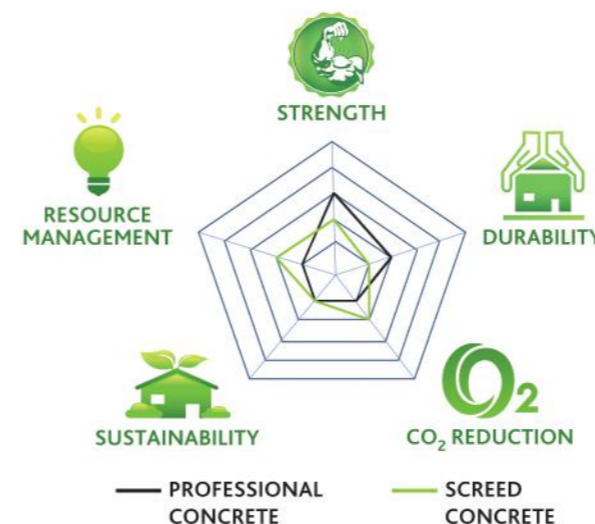 STRENGTH
RESOURCE
MANAGEMENT
DURABILITY
SUSTAINABILITY
O2
CO₂ REDUCTION
PROFESSIONAL
CONCRETE
SCREED
CONCRETE